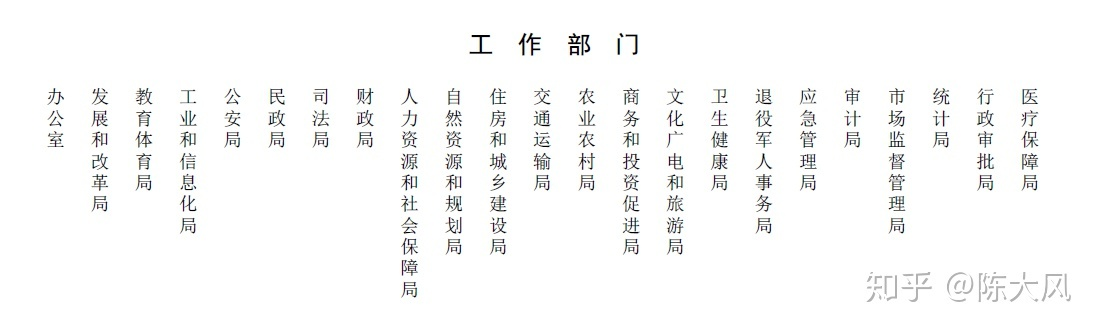 工作部门
办公室
发展和改革局
教育体育局
工业和信息化局
公安局
民政局
司法局
财政局
人力资源和社会保障局
自然资源和规划局
住房和城乡建设局
交通运输局
农业农村局
商务和投资促进局
文化广电和旅游局
卫生健康局
退役军人事务局
应急管理局
审计局
市场监督管理局
统计局
行政审批局
医疗保障局
知乎 @陈大风